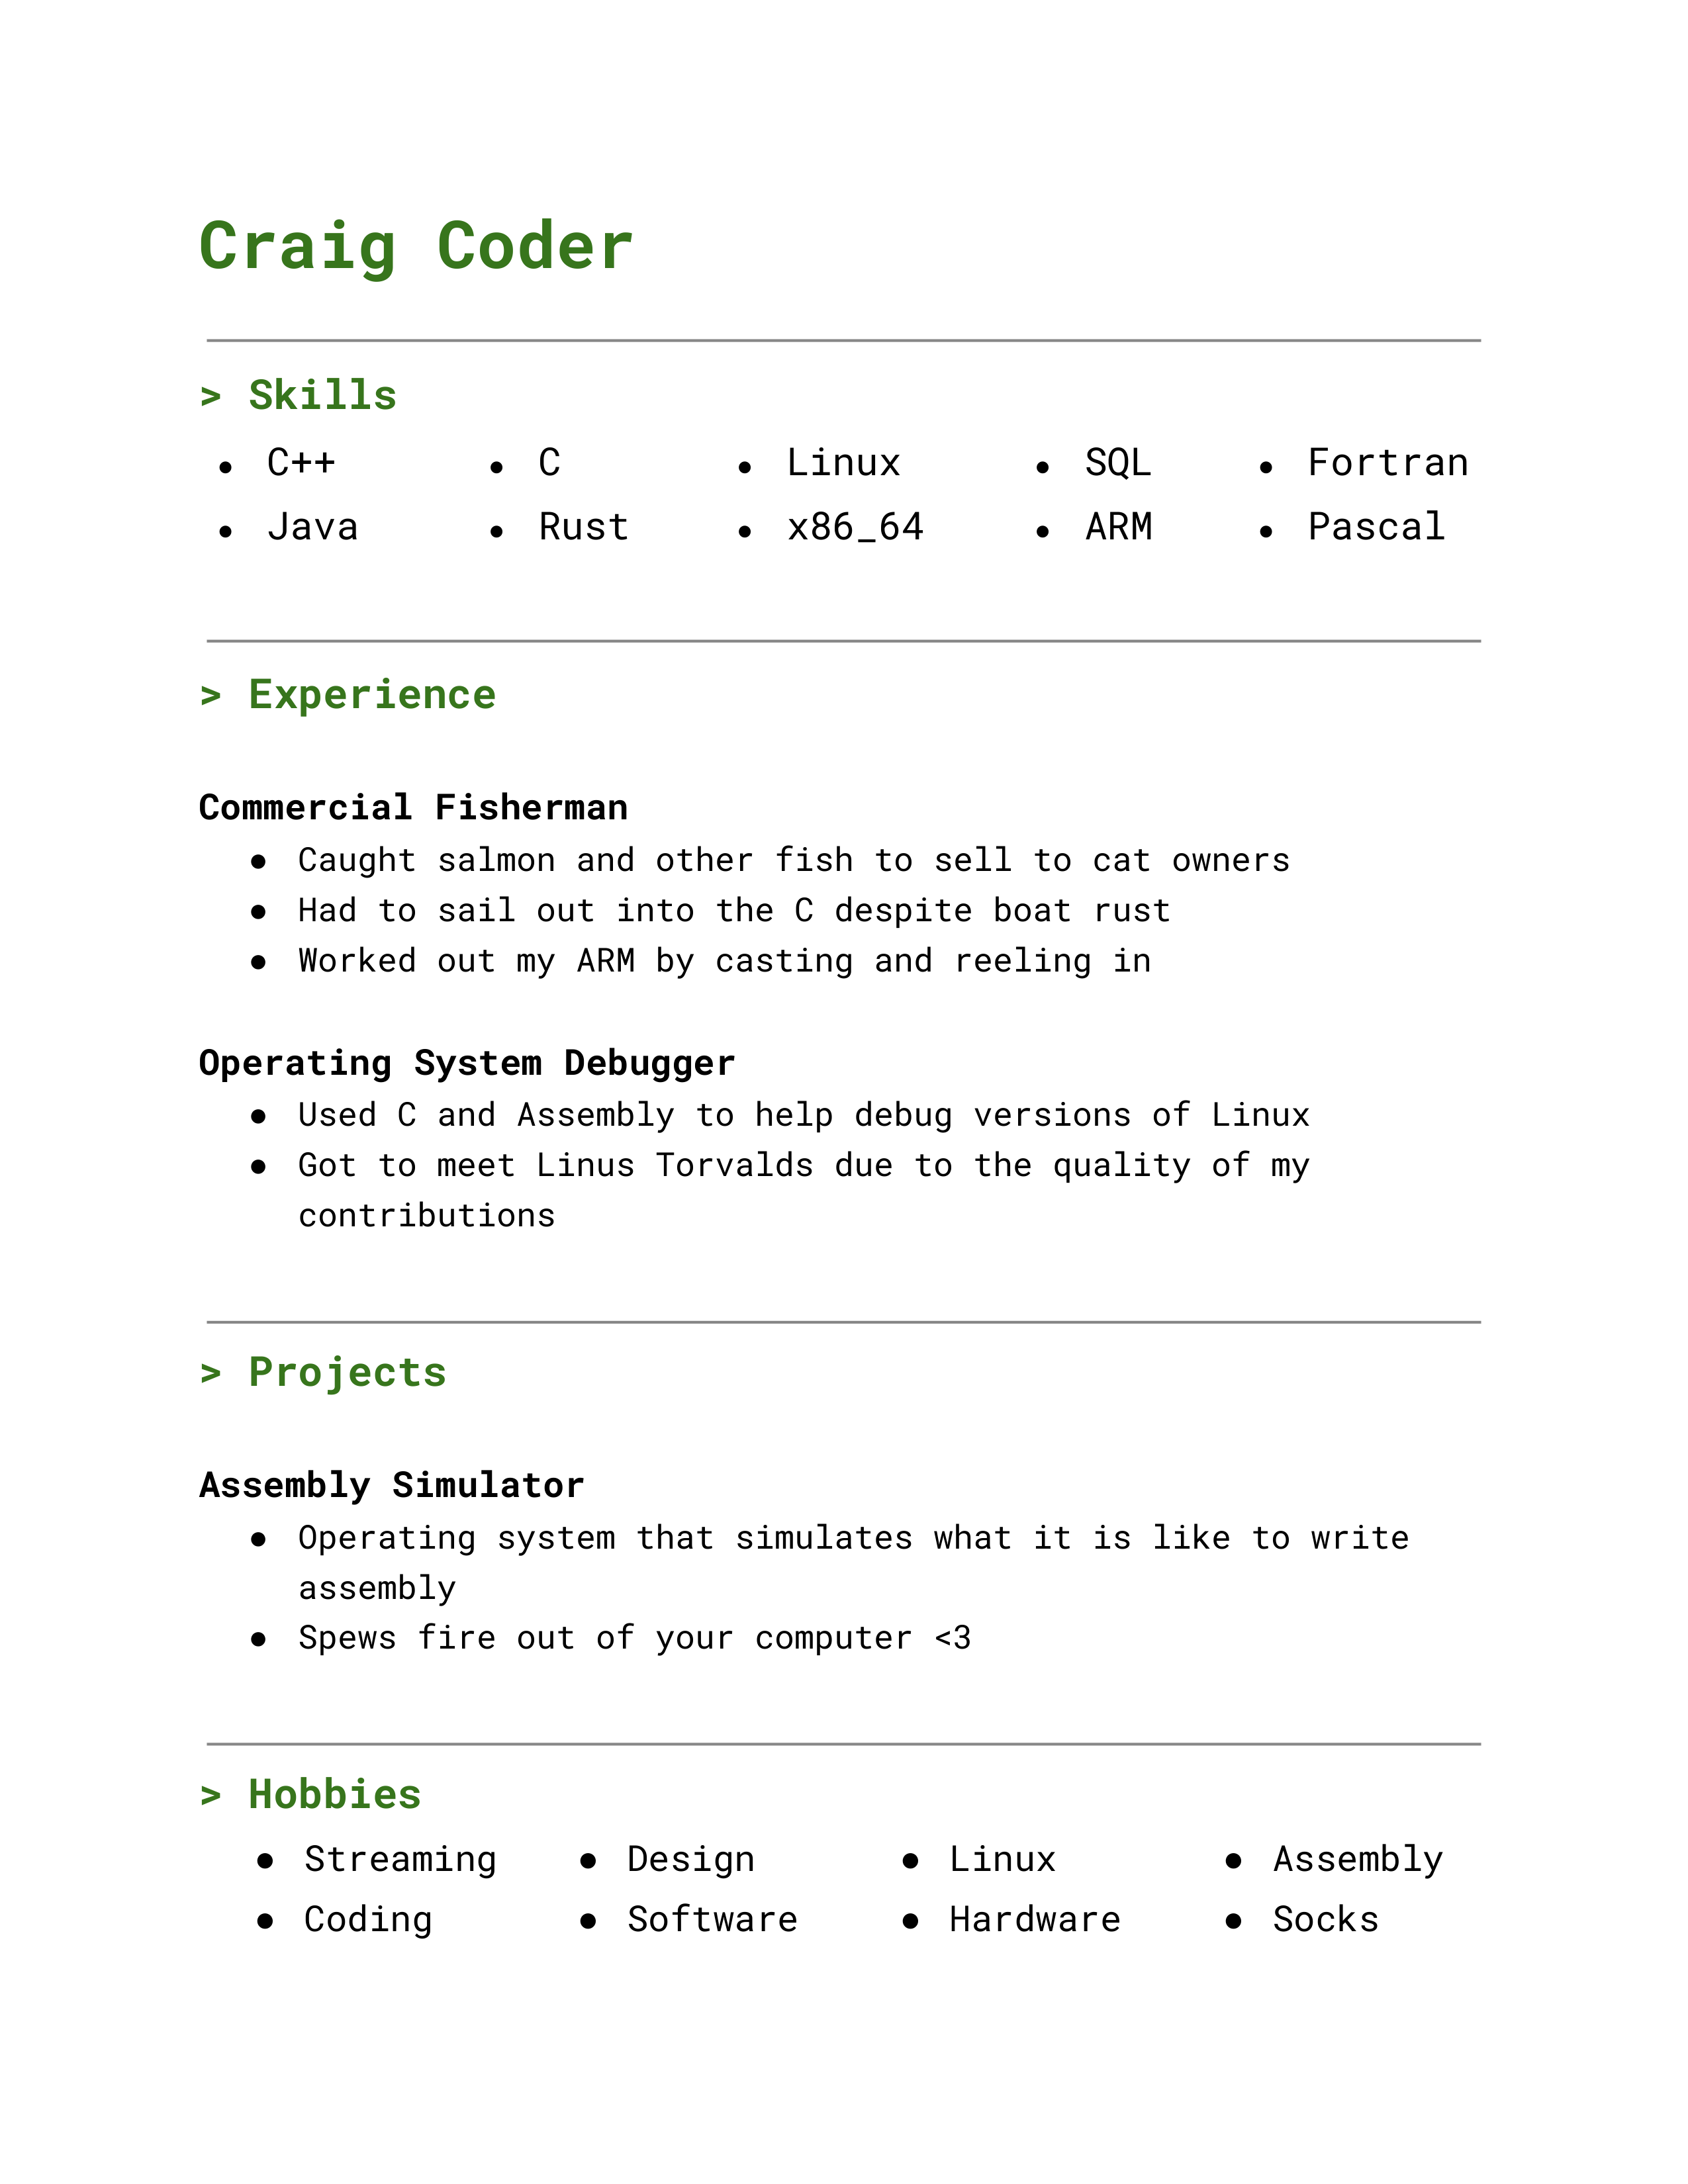 Craig Coder
> Skills
● C++ ● C ● Linux ● SQL ● Fortran
● Java ● Rust ● x86_64 ● ARM ● Pascal
> Experience
Commercial Fisherman
● Caught salmon and other fish to sell to cat owners
● Had to sail out into the C despite boat rust
● Worked out my ARM by casting and reeling in
Operating System Debugger
● Used C and Assembly to help debug versions of Linux
● Got to meet Linus Torvalds due to the quality of my
contributions
> Projects
Assembly Simulator
● Operating system that simulates what it is like to write
assembly
● Spews fire out of your computer <3
> Hobbies
● Streaming ● Design ● Linux ● Assembly
● Coding ● Software ● Hardware ● Socks